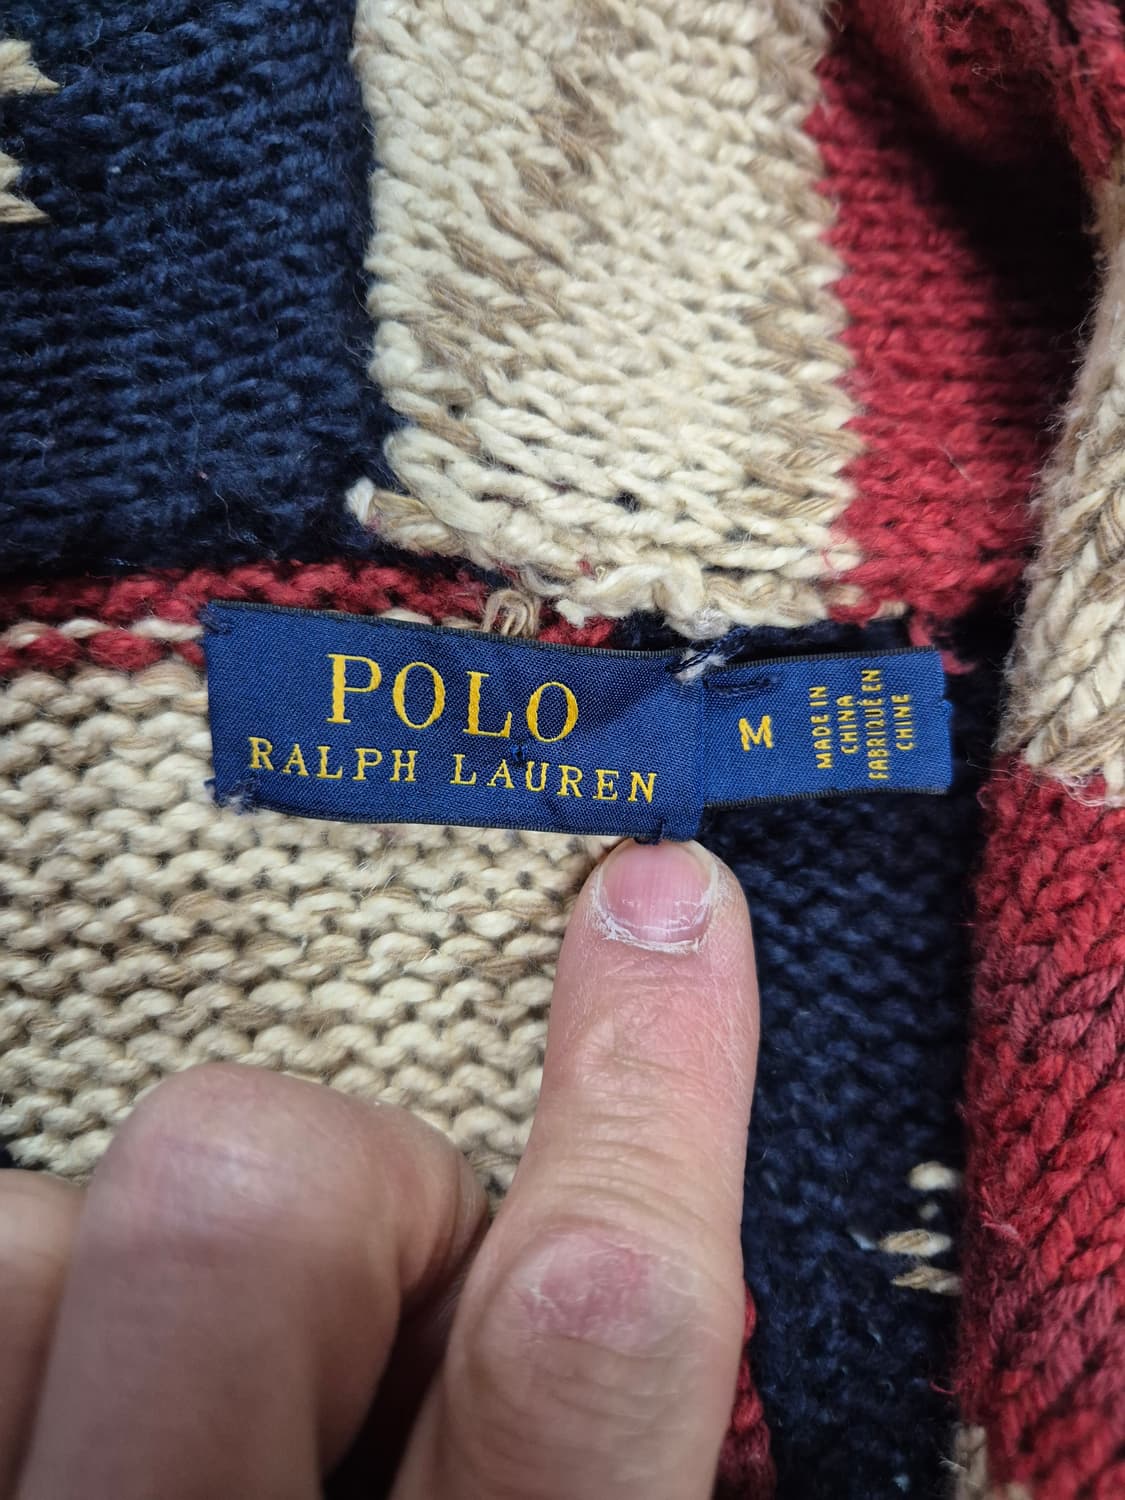 POLO
RALPH LAUREN
M
MADE IN
CHINA
FABRIQUÉ EN
CHINE